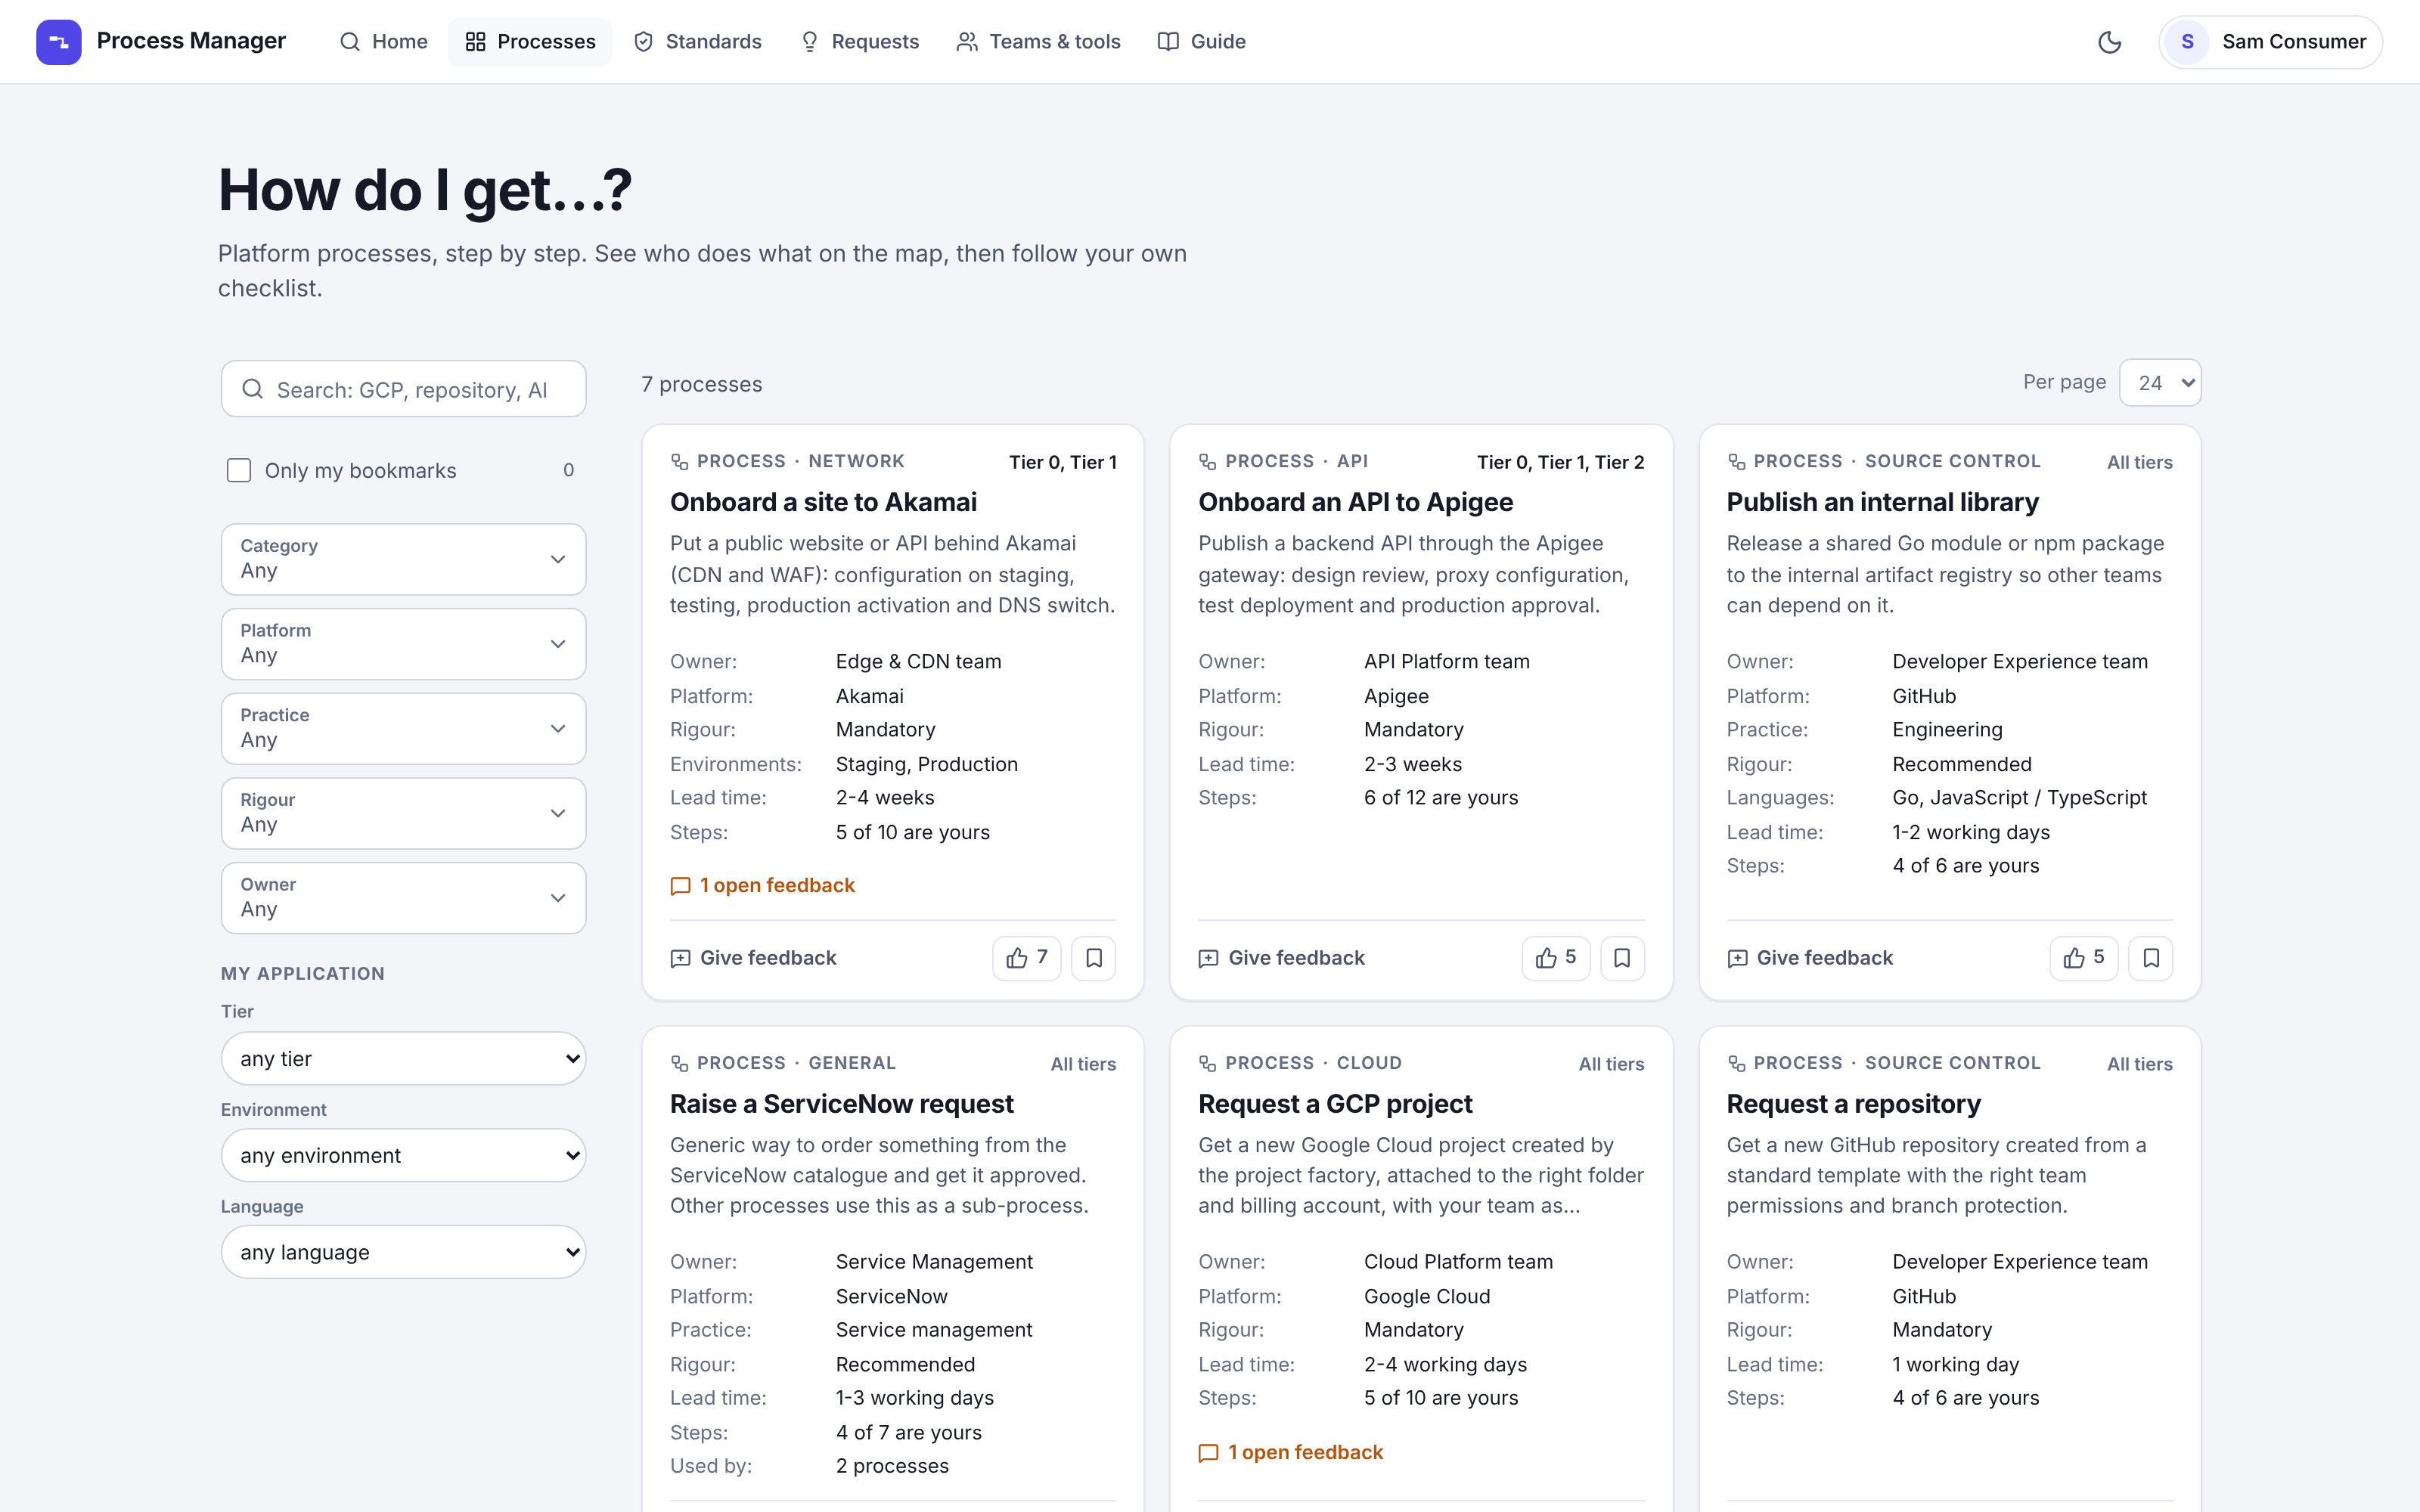 Process Manager
Home
Processes
Standards
Requests
Teams & tools
Guide
S
Sam Consumer
How do I get...?
Platform processes, step by step. See who does what on the map, then follow your own
checklist.
Search: GCP, repository, AI
Only my bookmarks 0
Category
Any
Platform
Any
Practice
Any
Rigour
Any
Owner
Any
MY APPLICATION
Tier
any tier
Environment
any environment
Language
any language
7 processes
Per page 24
PROCESS · NETWORK Tier 0, Tier 1
Onboard a site to Akamai
Put a public website or API behind Akamai
(CDN and WAF): configuration on staging,
testing, production activation and DNS switch.
Owner: Edge & CDN team
Platform: Akamai
Rigour: Mandatory
Environments: Staging, Production
Lead time: 2-4 weeks
Steps: 5 of 10 are yours
1 open feedback
Give feedback 7
PROCESS · API Tier 0, Tier 1, Tier 2
Onboard an API to Apigee
Publish a backend API through the Apigee
gateway: design review, proxy configuration,
test deployment and production approval.
Owner: API Platform team
Platform: Apigee
Rigour: Mandatory
Lead time: 2-3 weeks
Steps: 6 of 12 are yours
Give feedback 5
PROCESS · SOURCE CONTROL All tiers
Publish an internal library
Release a shared Go module or npm package
to the internal artifact registry so other teams
can depend on it.
Owner: Developer Experience team
Platform: GitHub
Practice: Engineering
Rigour: Recommended
Languages: Go, JavaScript / TypeScript
Lead time: 1-2 working days
Steps: 4 of 6 are yours
Give feedback 5
PROCESS · GENERAL All tiers
Raise a ServiceNow request
Generic way to order something from the
ServiceNow catalogue and get it approved.
Other processes use this as a sub-process.
Owner: Service Management
Platform: ServiceNow
Practice: Service management
Rigour: Recommended
Lead time: 1-3 working days
Steps: 4 of 7 are yours
Used by: 2 processes
PROCESS · CLOUD All tiers
Request a GCP project
Get a new Google Cloud project created by
the project factory, attached to the right folder
and billing account, with your team as...
Owner: Cloud Platform team
Platform: Google Cloud
Rigour: Mandatory
Lead time: 2-4 working days
Steps: 5 of 10 are yours
1 open feedback
PROCESS · SOURCE CONTROL All tiers
Request a repository
Get a new GitHub repository created from a
standard template with the right team
permissions and branch protection.
Owner: Developer Experience team
Platform: GitHub
Rigour: Mandatory
Lead time: 1 working day
Steps: 4 of 6 are yours